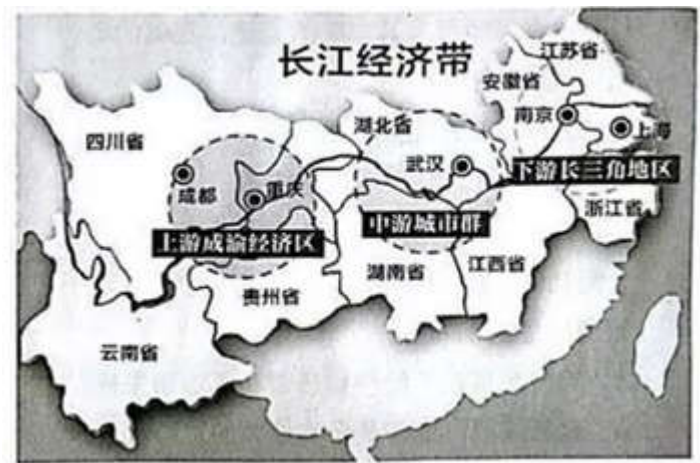 长江经济带
江苏省
安徽省
南京
上海
湖北省
四川省
武汉
下游长三角地区
成都
重庆
浙江省
中游城市群
上游成渝经济区
湖南省
江西省
贵州省
云南省